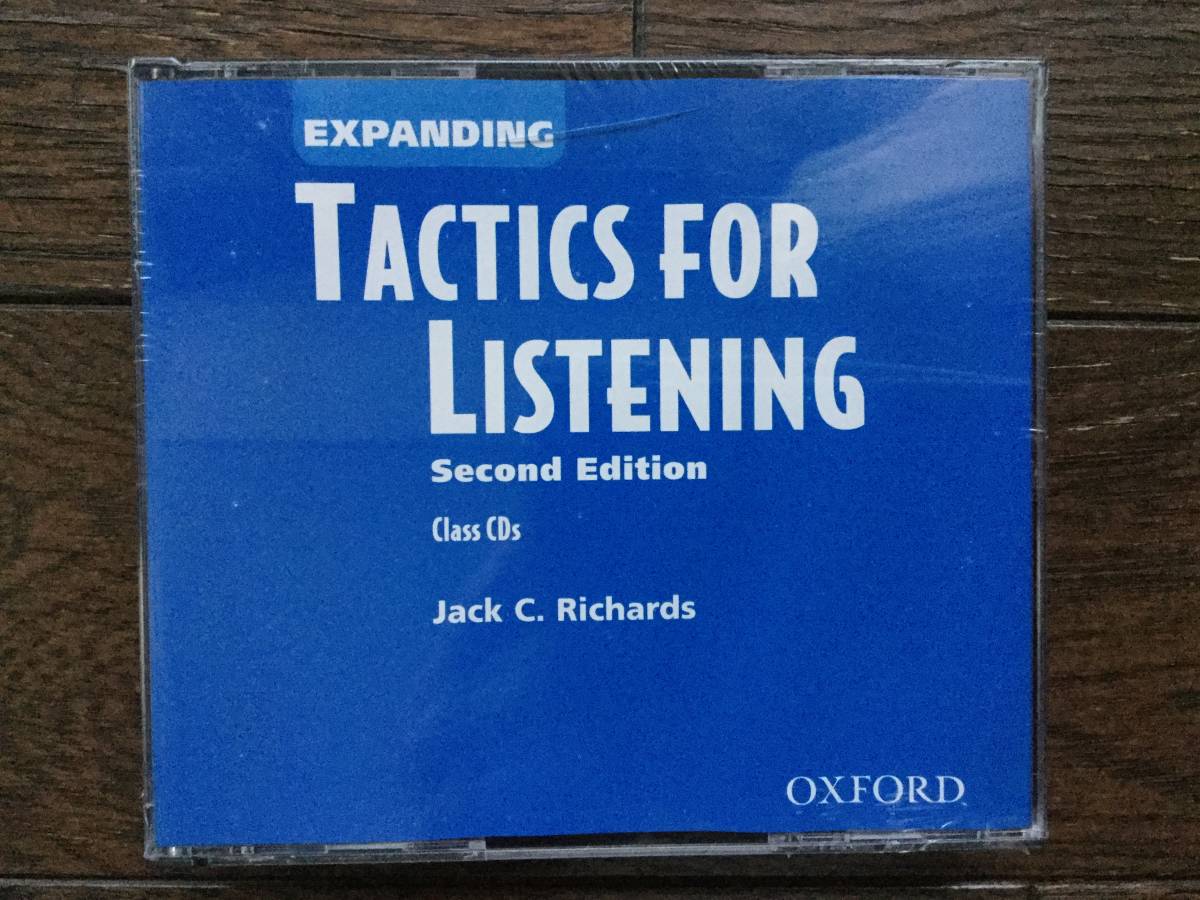 EXPANDING
TACTICS FOR
LISTENING
Second Edition
Class CDs
Jack C. Richards
OXFORD